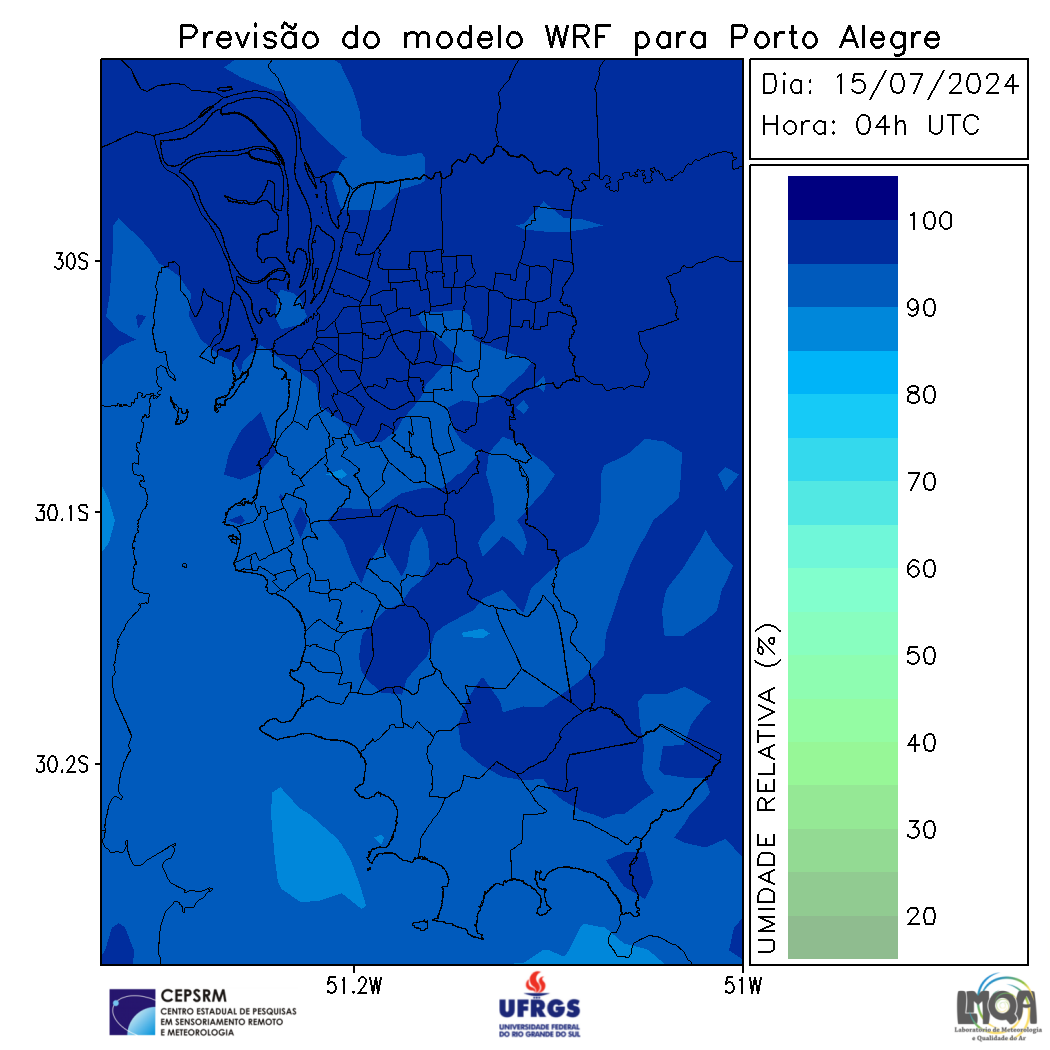 Previsão do modelo WRF para Porto Alegre
Dia: 15/07/2024
Hora: 04h UTC
30S
30.1S
30.2S
51.2W
51W
100
90
80
70
60
50
40
30
20
UMIDADE RELATIVA (%)
CEPSRM
CENTRO ESTADUAL DE PESQUISAS
EM SENSORIAMENTO REMOTO
E METEOROLOGIA
UFRGS
UNIVERSIDADE FEDERAL
DO RIO GRANDE DO SUL
LMQA
Laboratório de Meteorologia
e Qualidade do Ar